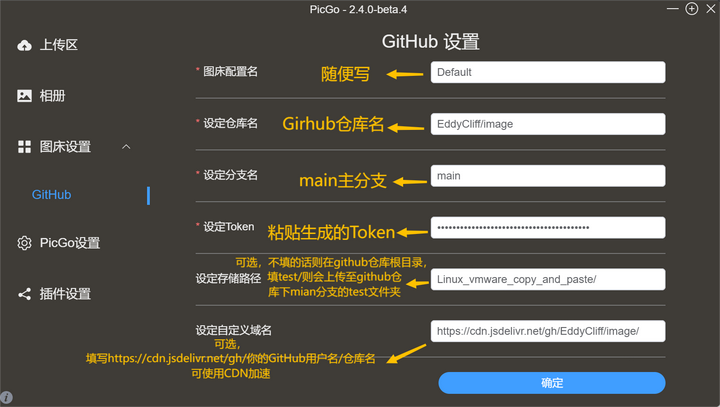 PicGo - 2.4.0-beta.4
上传区
相册
图床设置
GitHub
PicGo设置
插件设置
GitHub 设置
* 图床配置名
随便写
Default
* 设定仓库名
Girhub仓库名
EddyCliff/image
* 设定分支名
main主分支
main
* 设定Token
粘贴生成的Token
••••••••••••••••••••••••••••••••••••••••
设定存储路径
可选，不填的话则在github仓库根目录，
填test/则会上传至github仓
库下mian分支的test文件夹
Linux_vmware_copy_and_paste/
设定自定义域名
可选，
填写https://cdn.jsdelivr.net/gh/你的GitHub用户名/仓库名
可使用CDN加速
https://cdn.jsdelivr.net/gh/EddyCliff/image/
确定